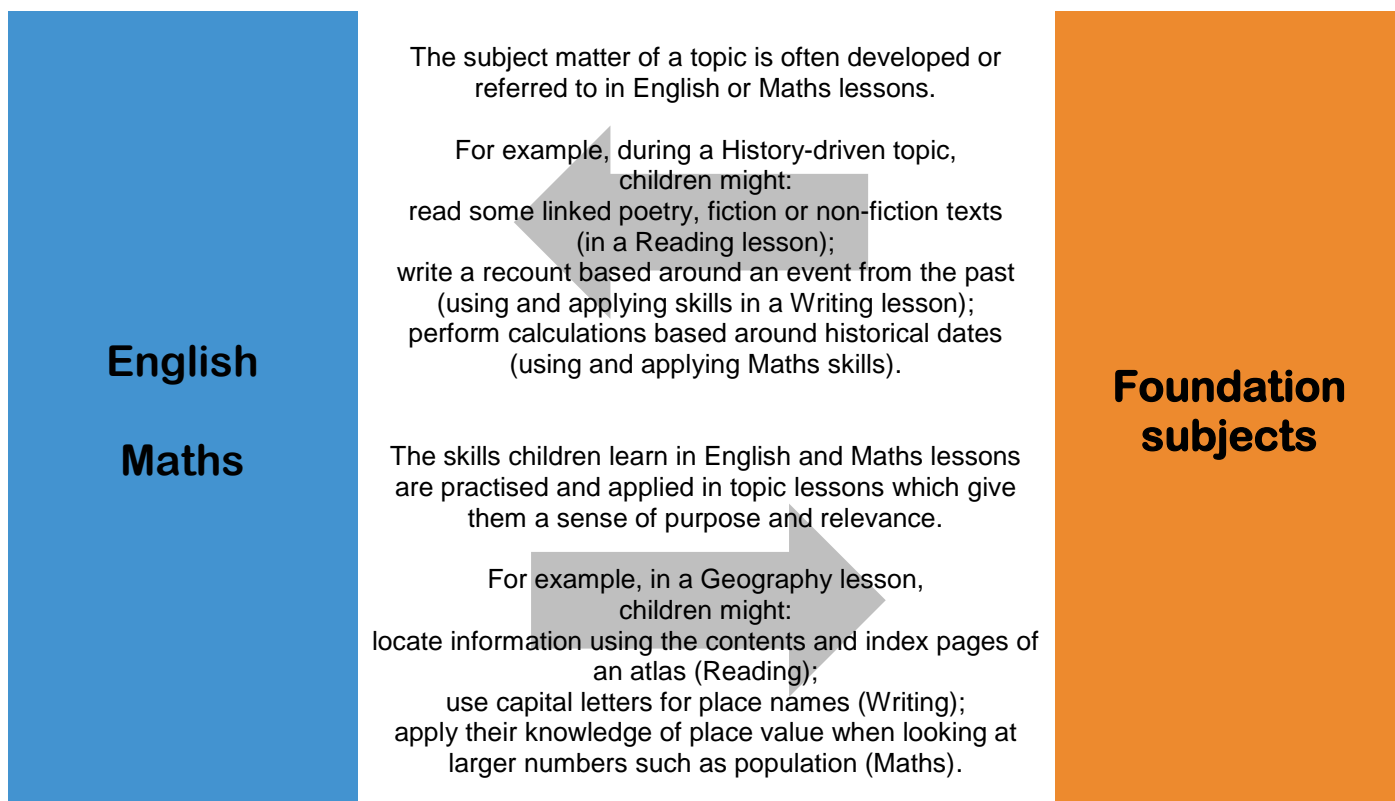 English
Maths
The subject matter of a topic is often developed or
referred to in English or Maths lessons.
For example, during a History-driven topic,
children might:
read some linked poetry, fiction or non-fiction texts
(in a Reading lesson);
write a recount based around an event from the past
(using and applying skills in a Writing lesson);
perform calculations based around historical dates
(using and applying Maths skills).
The skills children learn in English and Maths lessons
are practised and applied in topic lessons which give
them a sense of purpose and relevance.
For example, in a Geography lesson,
children might:
locate information using the contents and index pages of
an atlas (Reading);
use capital letters for place names (Writing);
apply their knowledge of place value when looking at
larger numbers such as population (Maths).
Foundation
subjects